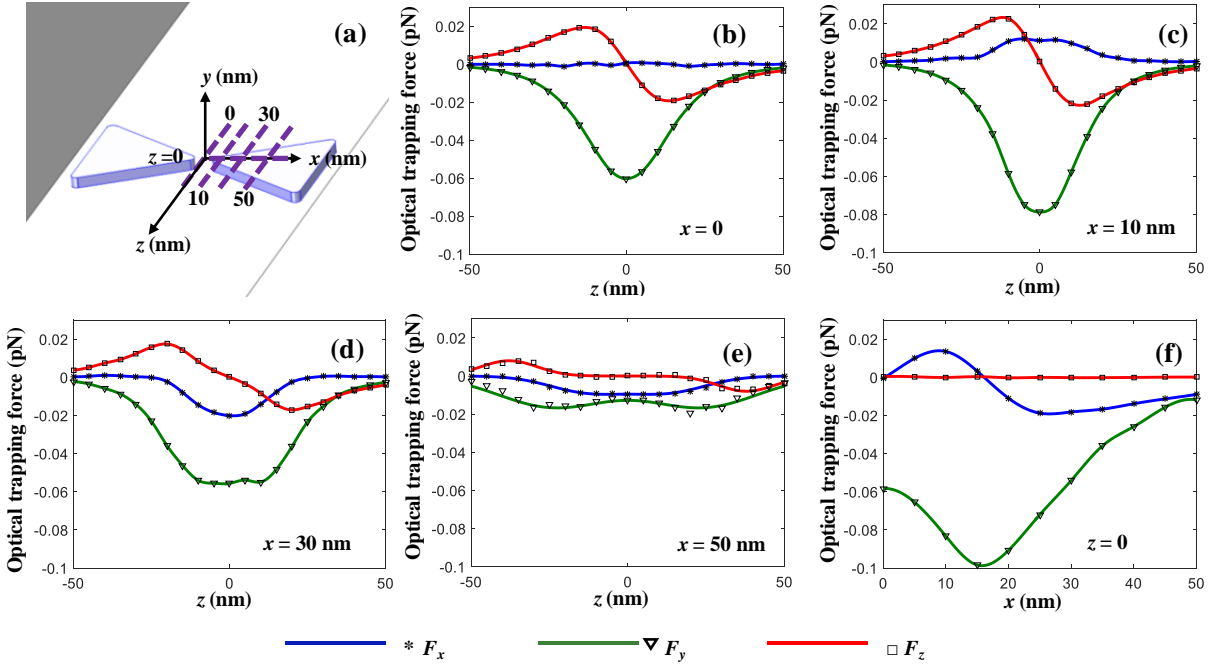 (a)
y (nm)
0 30
z =0
x (nm)
10 50
z (nm)
Optical trapping force (pN)
0.02
0
-0.02
-0.04
-0.06
-0.08
-0.1
(b)
x = 0
-50 0 50
z (nm)
Optical trapping force (pN)
0.02
0
-0.02
-0.04
-0.06
-0.08
-0.1
(c)
x = 10 nm
-50 0 50
z (nm)
Optical trapping force (pN)
0.02
0
-0.02
-0.04
-0.06
-0.08
-0.1
(d)
x = 30 nm
-50 0 50
z (nm)
Optical trapping force (pN)
0.02
0
-0.02
-0.04
-0.06
-0.08
-0.1
(e)
x = 50 nm
-50 0 50
z (nm)
Optical trapping force (pN)
0.02
0
-0.02
-0.04
-0.06
-0.08
-0.1
(f)
z = 0
0 10 20 30 40 50
x (nm)
* Fx Fy Fz